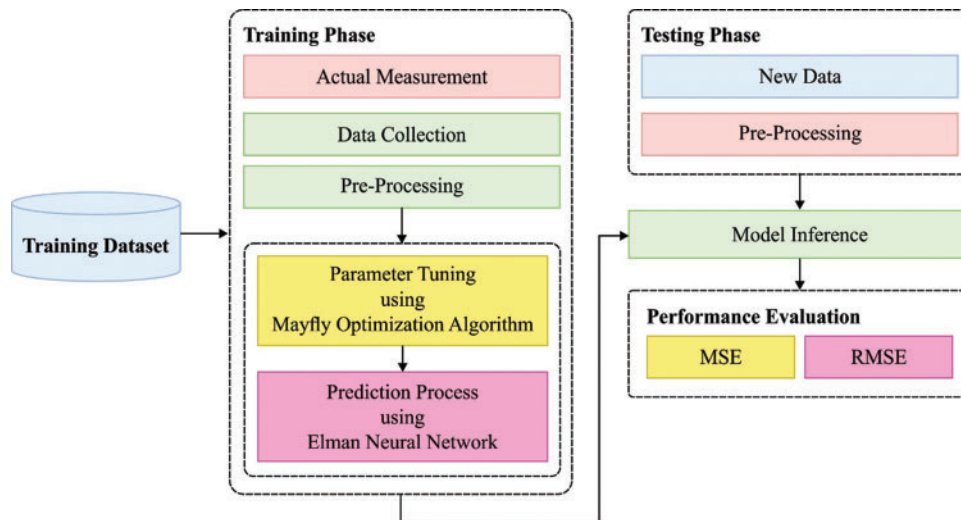 Training Dataset
Training Phase
Actual Measurement
Data Collection
Pre-Processing
Parameter Tuning
using
Mayfly Optimization Algorithm
Prediction Process
using
Elman Neural Network
Testing Phase
New Data
Pre-Processing
Model Inference
Performance Evaluation
MSE
RMSE